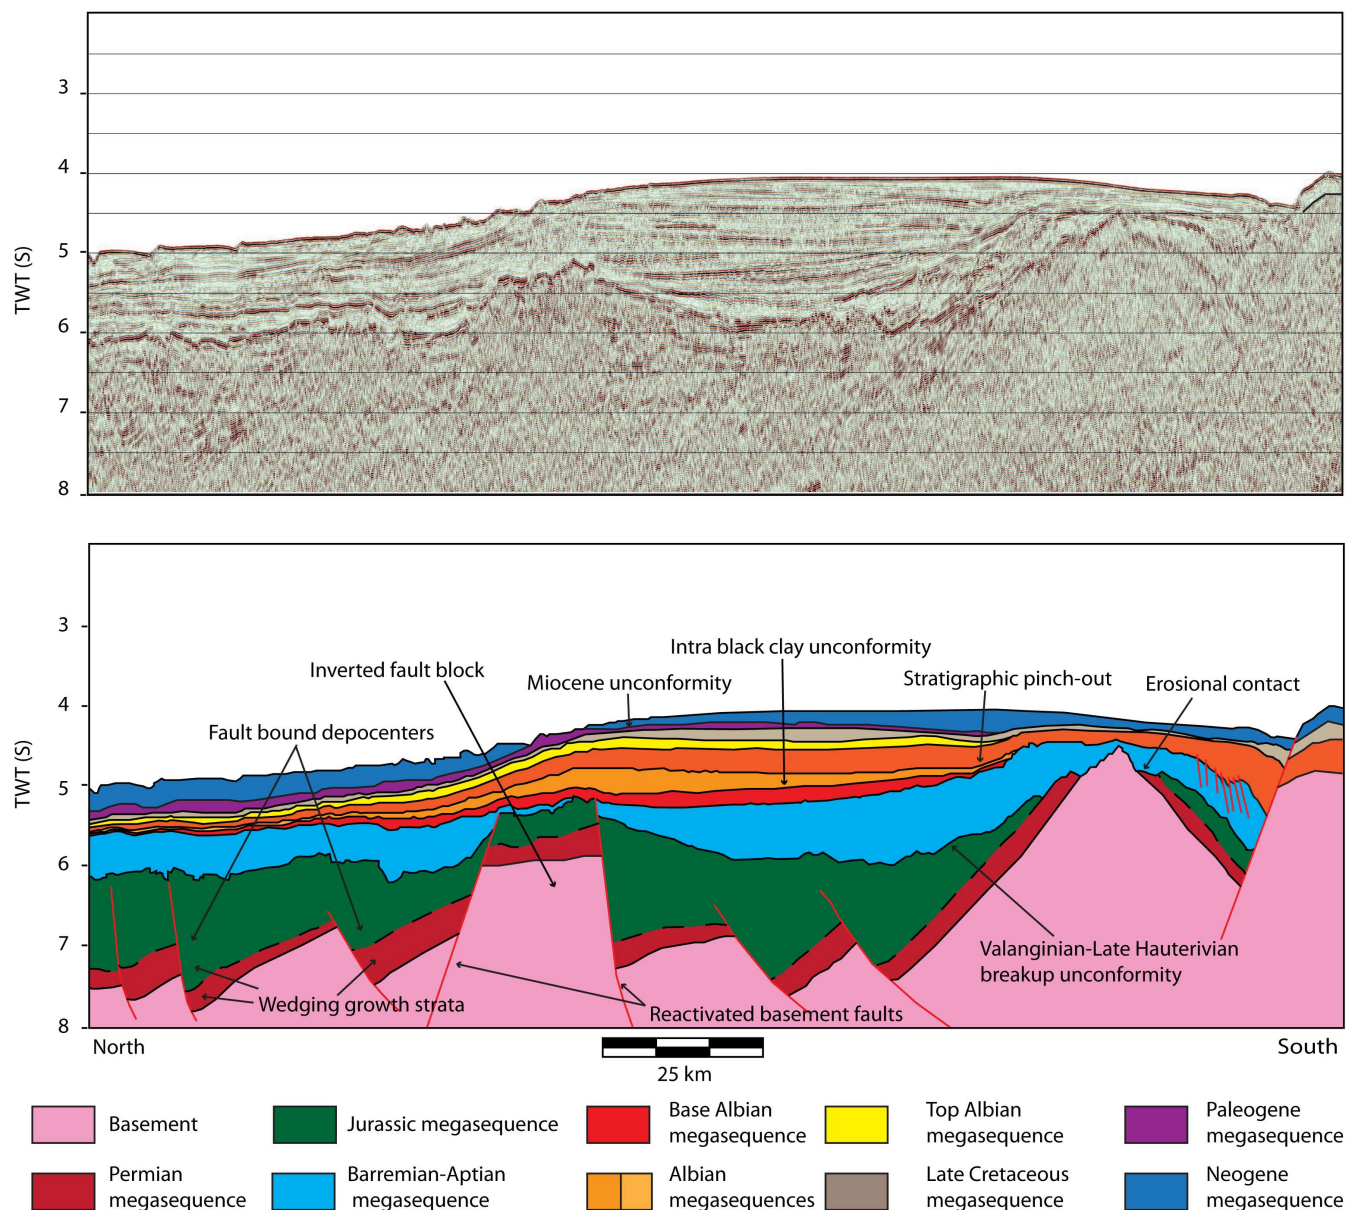 3
4
5
6
7
8
TWT (S)
3
4
5
6
7
8
TWT (S)
Intra black clay unconformity
Inverted fault block
Miocene unconformity
Stratigraphic pinch-out
Erosional contact
Fault bound depocenters
Valanginian-Late Hauterivian
breakup unconformity
Wedging growth strata
Reactivated basement faults
North
South
25 km
Basement
Jurassic megasequence
Base Albian
megasequence
Top Albian
megasequence
Paleogene
megasequence
Permian
megasequence
Barremian-Aptian
megasequence
Albian
megasequences
Late Cretaceous
megasequence
Neogene
megasequence